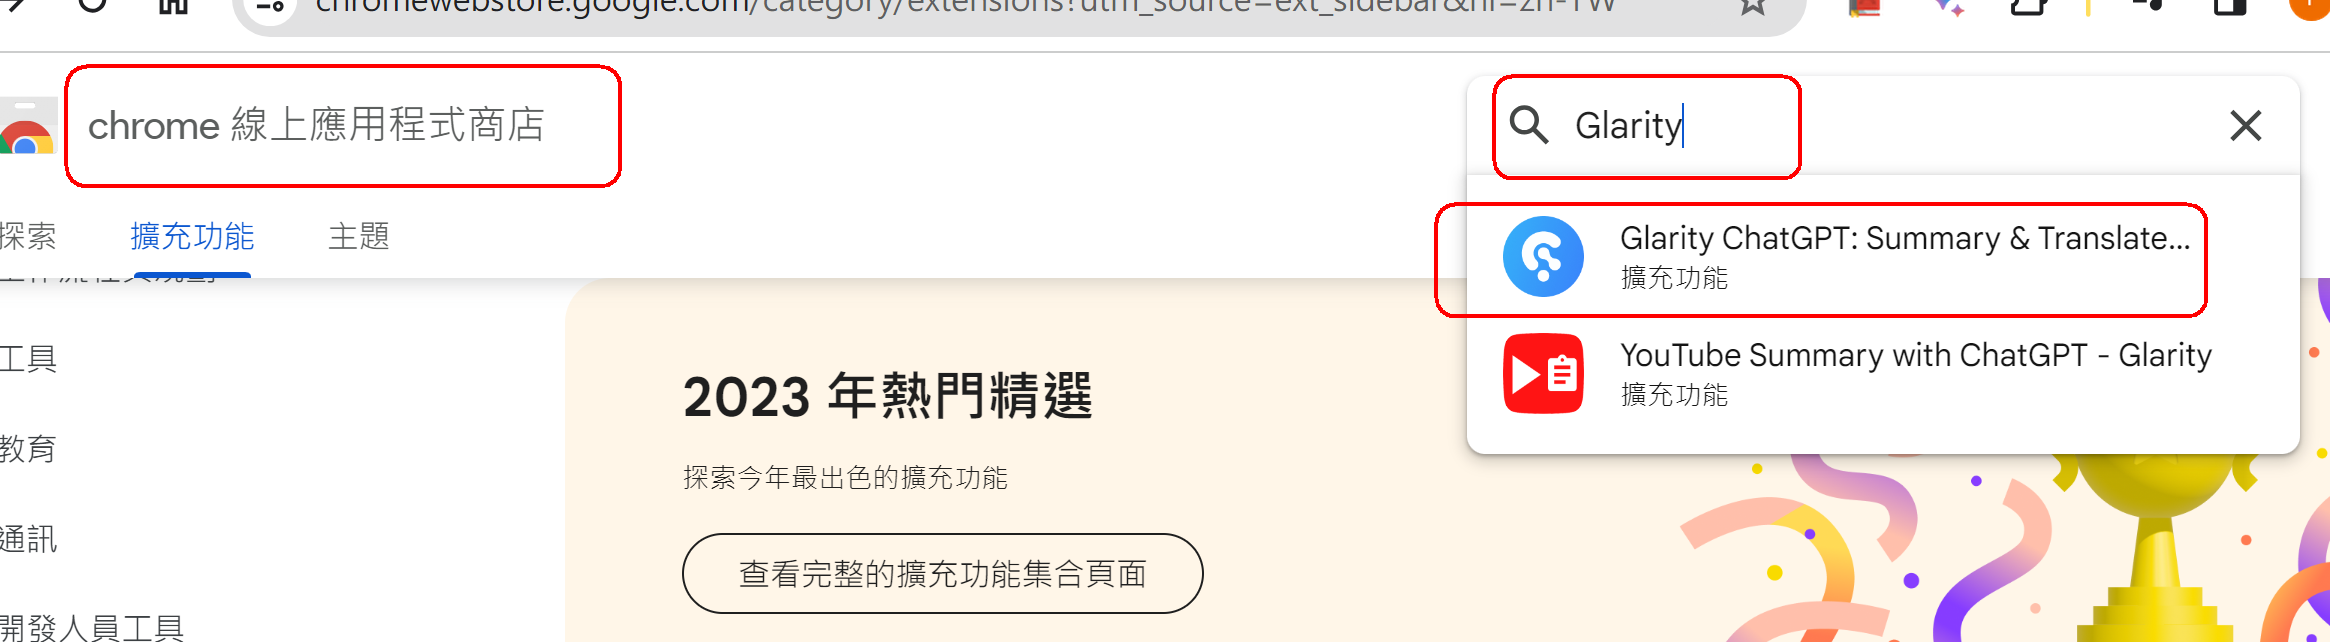 chromewebstore.google.com/category/extensions?utm_source=ext_sidebar&hl=zh-TW
chrome 線上應用程式商店
Glarity
探索
擴充功能
主題
Glarity ChatGPT: Summary & Translate...
擴充功能
YouTube Summary with ChatGPT - Glarity
擴充功能
工具
教育
通訊
開發人員工具
2023 年熱門精選
探索今年最出色的擴充功能
查看完整的擴充功能集合頁面